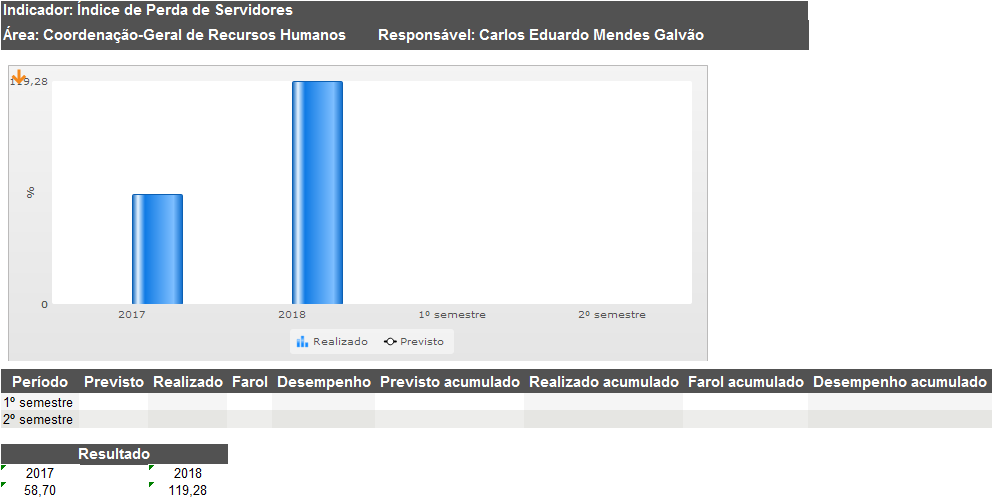 Indicador: Índice de Perda de Servidores
Área: Coordenação-Geral de Recursos Humanos Responsável: Carlos Eduardo Mendes Galvão
119,28
%
0
2017 2018 1º semestre 2º semestre
Realizado Previsto
Período Previsto Realizado Farol Desempenho Previsto acumulado Realizado acumulado Farol acumulado Desempenho acumulado
1º semestre
2º semestre
Resultado
2017 2018
58,70 119,28